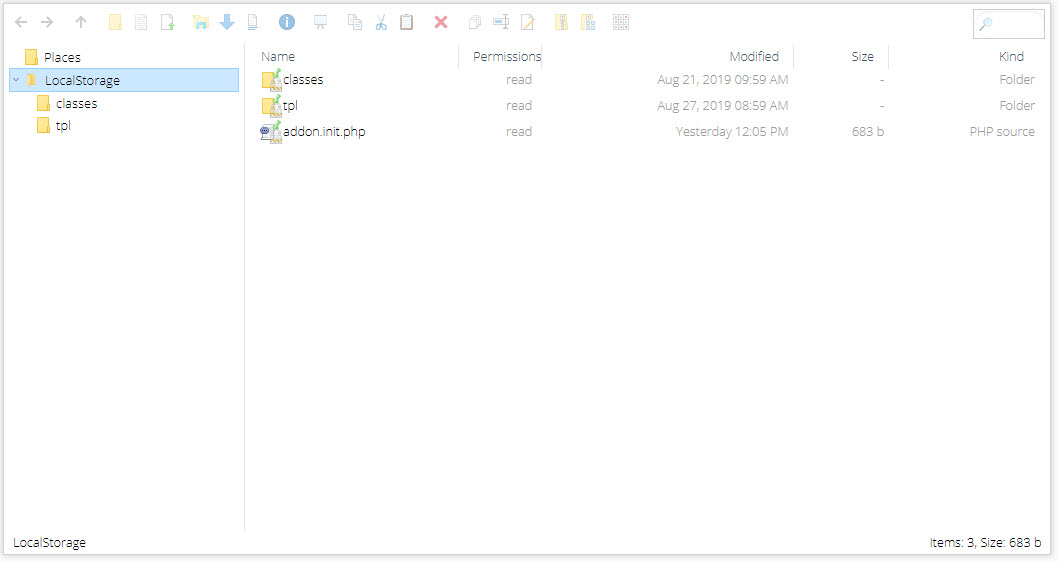 Places
LocalStorage
classes
tpl
Name Permissions Modified Size Kind
classes read Aug 21, 2019 09:59 AM - Folder
tpl read Aug 27, 2019 08:59 AM - Folder
addon.init.php read Yesterday 12:05 PM 683 b PHP source
LocalStorage Items: 3, Size: 683 b